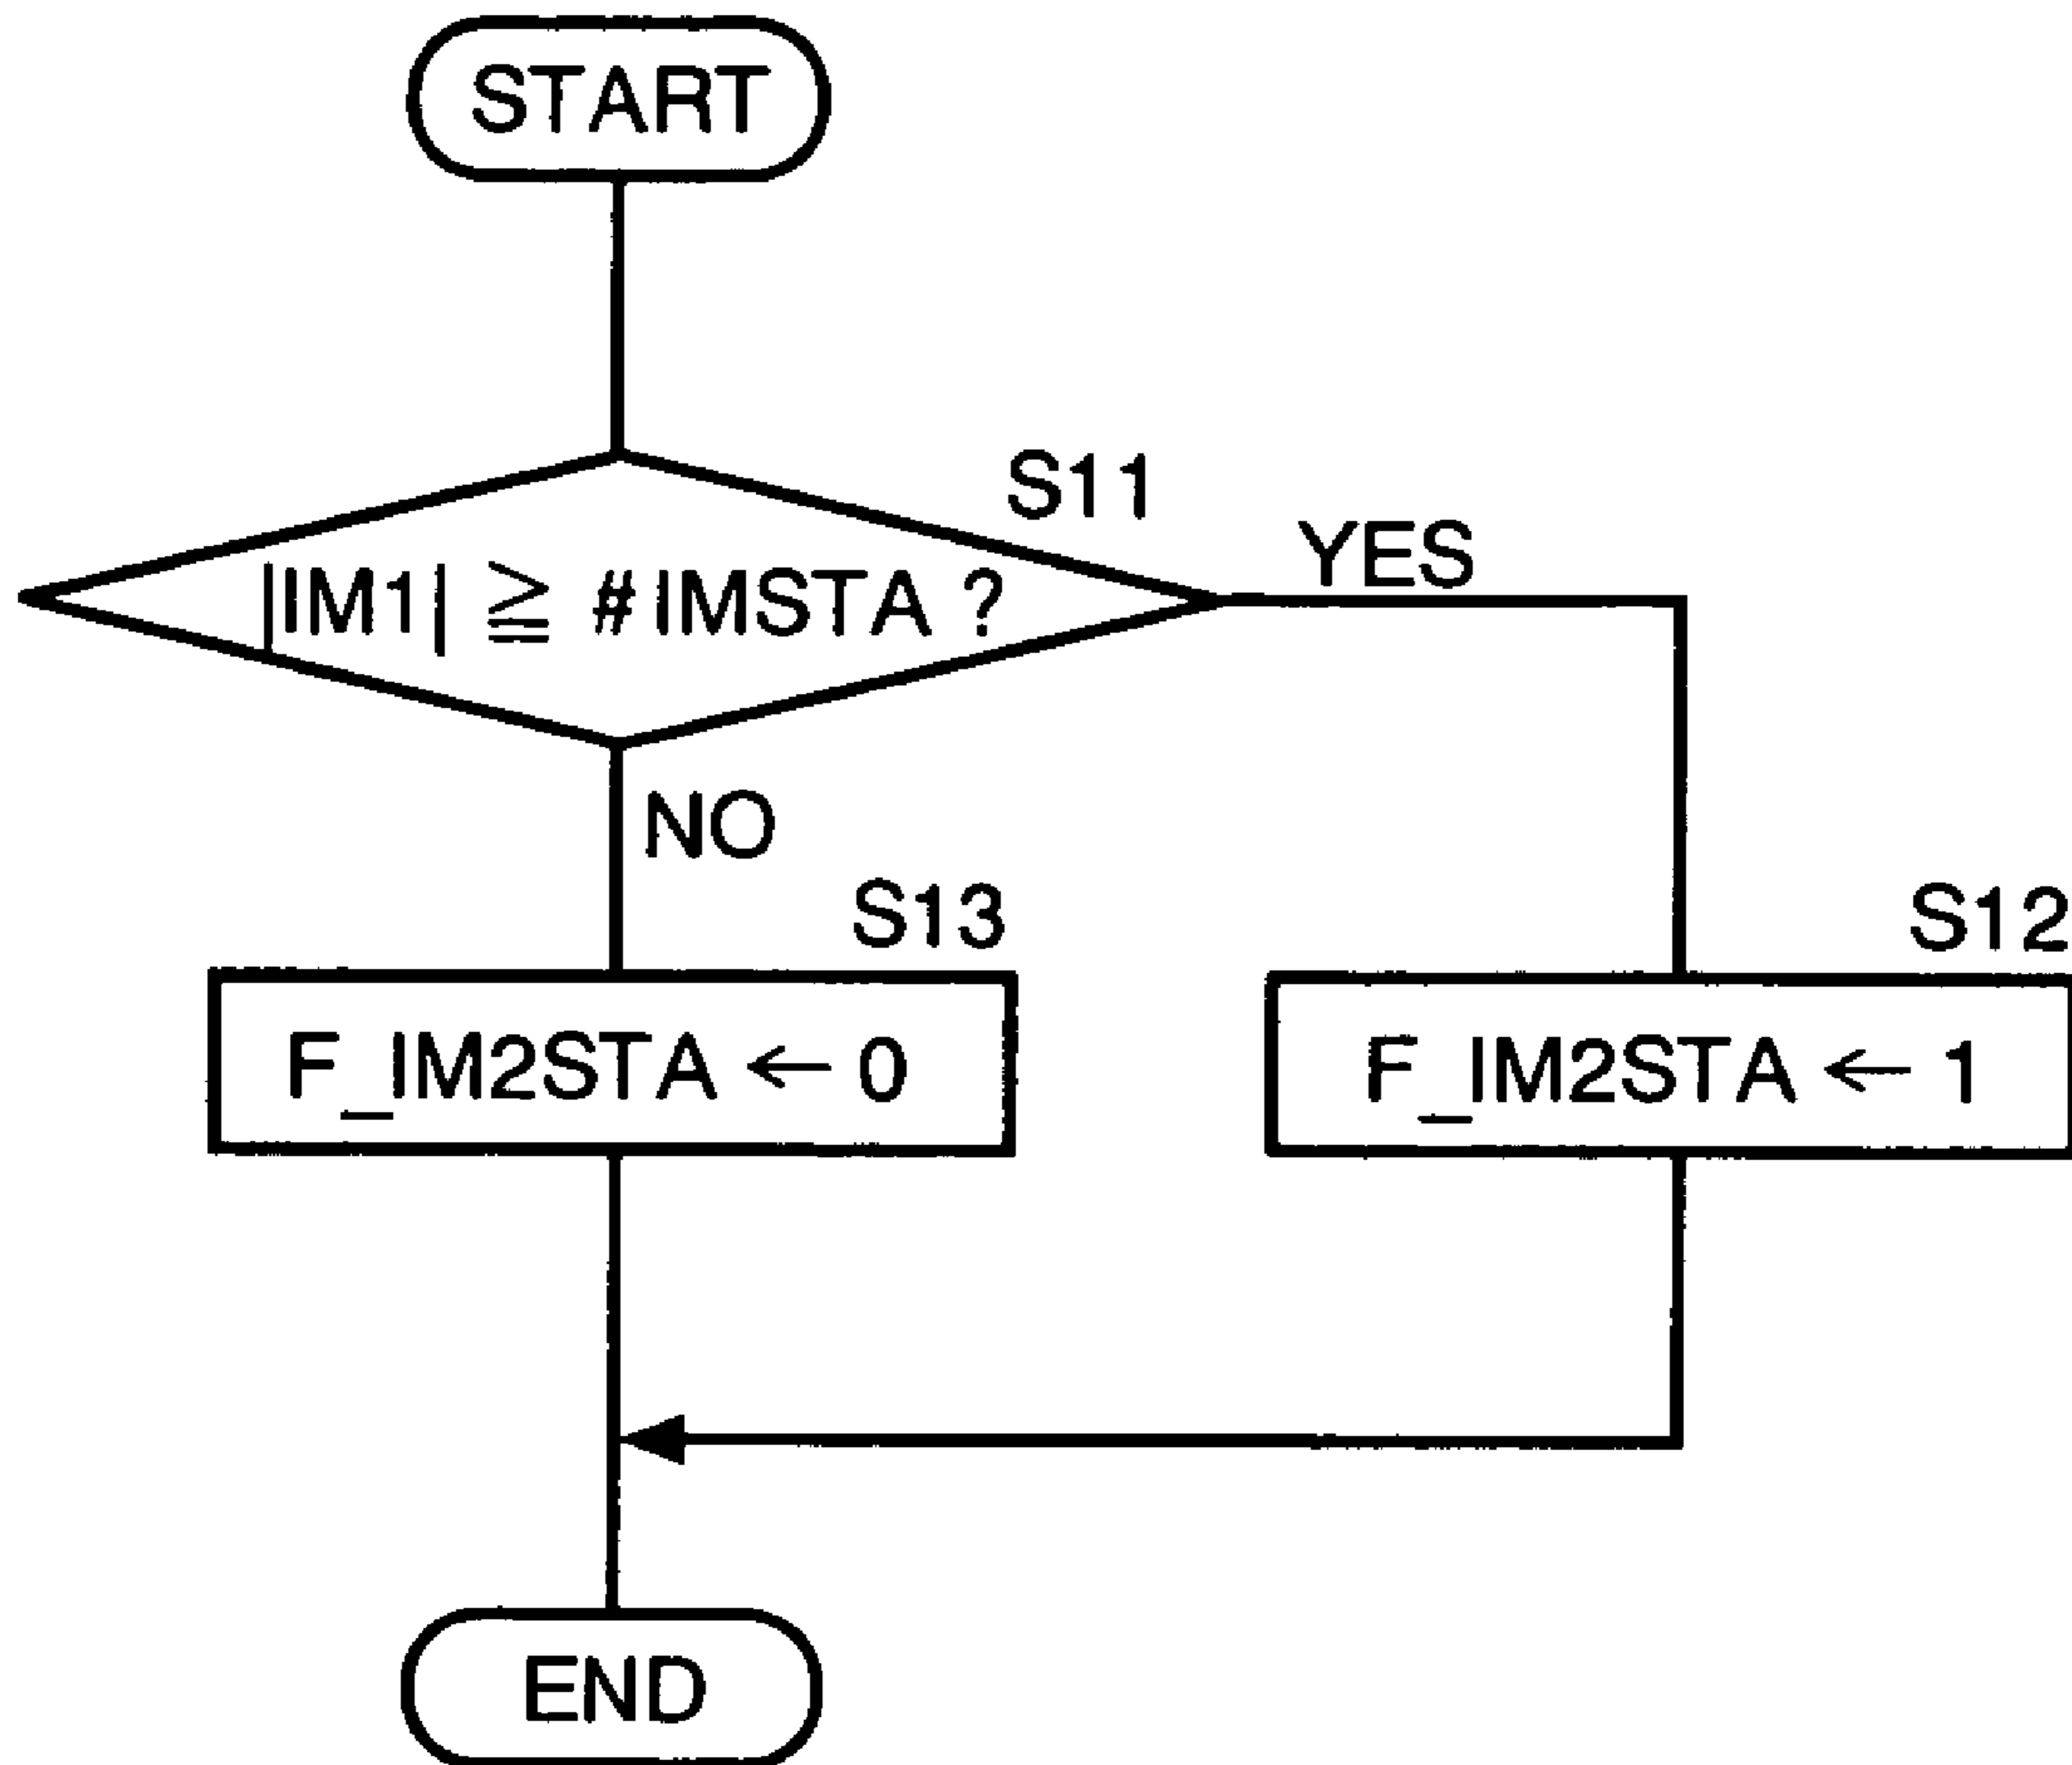 START
S11
|IM1| ≧ #IMSTA ?
YES
NO
S13
S12
F_IM2STA ← 0
F_IM2STA ← 1
END